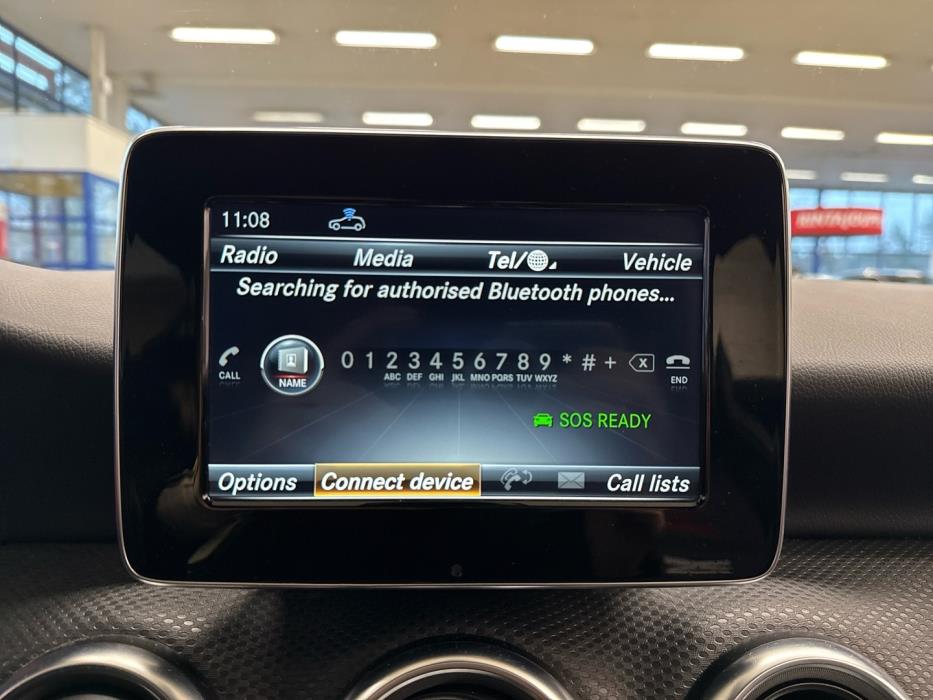 11:08
Radio Media Tel/ Vehicle
Searching for authorised Bluetooth phones...
CALL NAME 0 1 2 3 4 5 6 7 8 9 * # + X END
ABC DEF GHI JKL MNO PQRS TUV WXYZ
SOS READY
Options Connect device Call lists